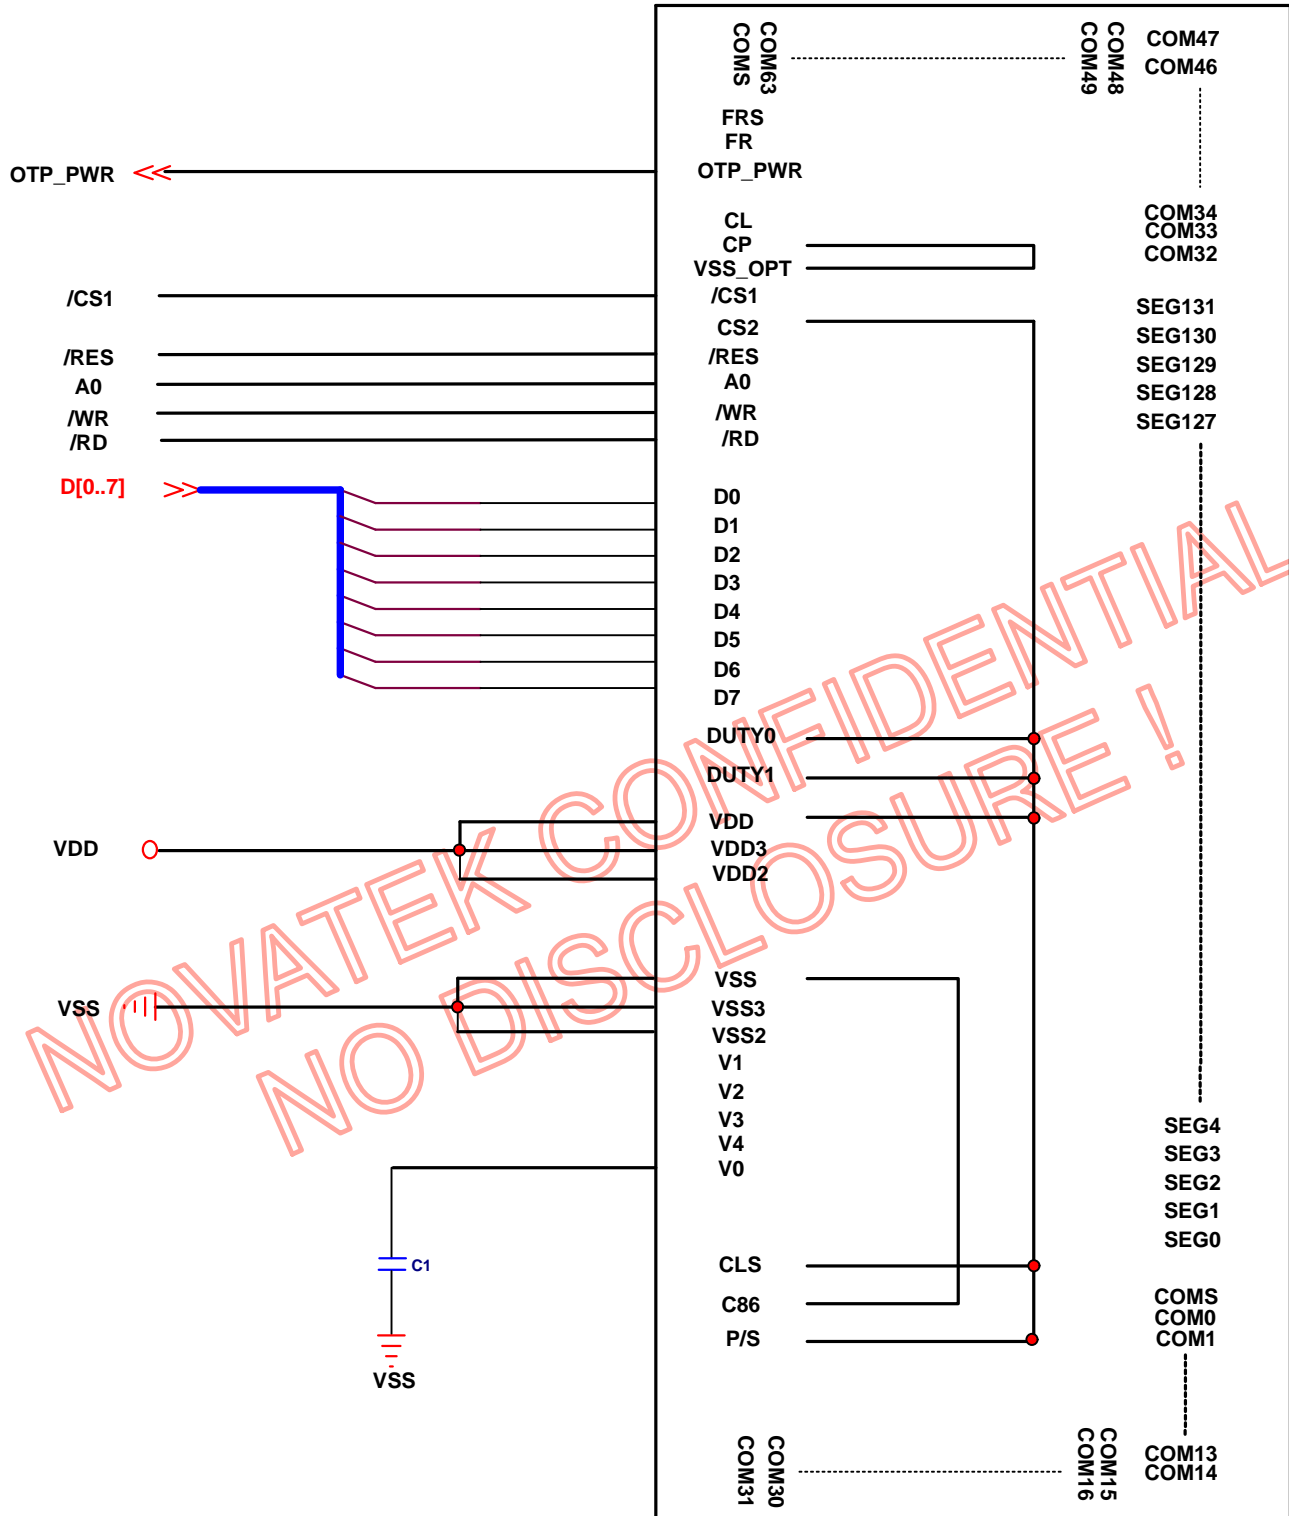 COMS
COM63
COM49
COM48
COM47
COM46
FRS
FR
OTP_PWR
OTP_PWR
CL
CP
VSS_OPT
COM34
COM33
COM32
/CS1
/CS1
CS2
/RES
/RES
A0
A0
/WR
/WR
/RD
/RD
SEG131
SEG130
SEG129
SEG128
SEG127
D[0..7]
D0
D1
D2
D3
D4
D5
D6
D7
DUTY0
DUTY1
VDD
VDD
VDD3
VDD2
VSS
VSS
VSS3
VSS2
V1
V2
V3
V4
V0
SEG4
SEG3
SEG2
SEG1
SEG0
C1
VSS
CLS
C86
P/S
COMS
COM0
COM1
COM13
COM14
COM31
COM30
COM16
COM15
NOVATEK CONFIDENTIAL
NO DISCLOSURE !